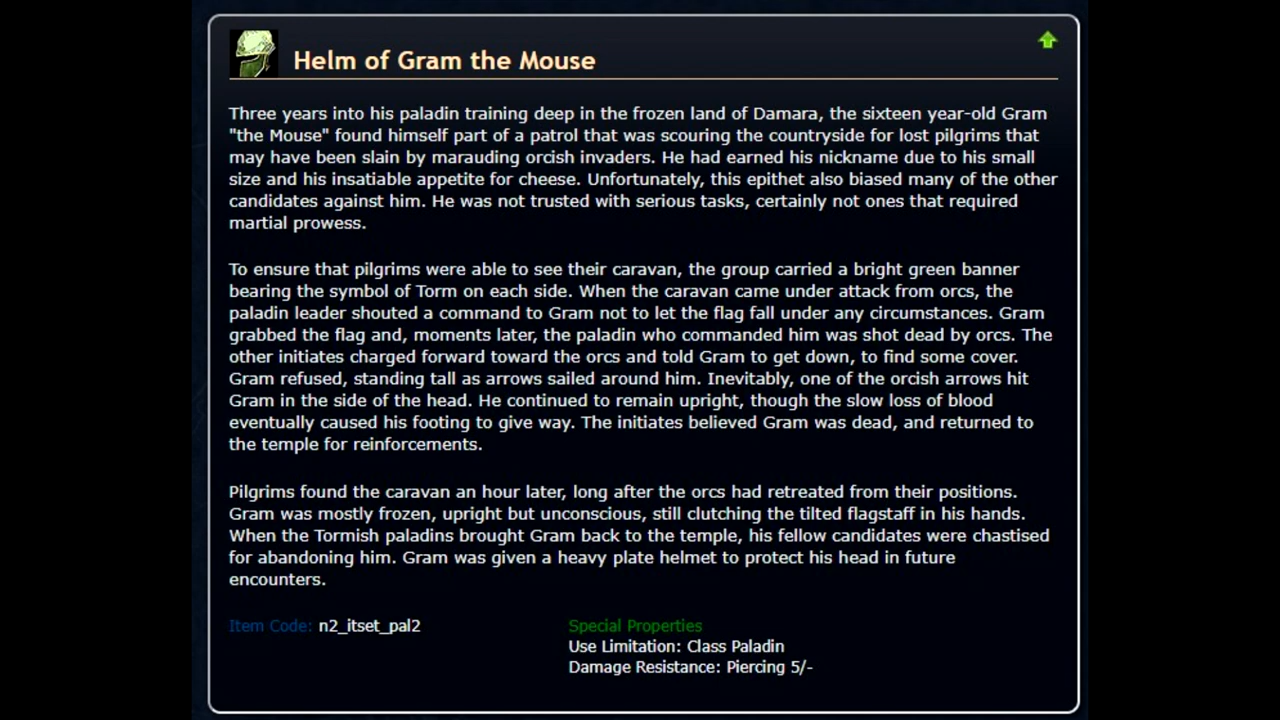 Helm of Gram the Mouse
Three years into his paladin training deep in the frozen land of Damara, the sixteen year-old Gram
"the Mouse" found himself part of a patrol that was scouring the countryside for lost pilgrims that
may have been slain by marauding orcish invaders. He had earned his nickname due to his small
size and his insatiable appetite for cheese. Unfortunately, this epithet also biased many of the other
candidates against him. He was not trusted with serious tasks, certainly not ones that required
martial prowess.
To ensure that pilgrims were able to see their caravan, the group carried a bright green banner
bearing the symbol of Torm on each side. When the caravan came under attack from orcs, the
paladin leader shouted a command to Gram not to let the flag fall under any circumstances. Gram
grabbed the flag and, moments later, the paladin who commanded him was shot dead by orcs. The
other initiates charged forward toward the orcs and told Gram to get down, to find some cover.
Gram refused, standing tall as arrows sailed around him. Inevitably, one of the orcish arrows hit
Gram in the side of the head. He continued to remain upright, though the slow loss of blood
eventually caused his footing to give way. The initiates believed Gram was dead, and returned to
the temple for reinforcements.
Pilgrims found the caravan an hour later, long after the orcs had retreated from their positions.
Gram was mostly frozen, upright but unconscious, still clutching the tilted flagstaff in his hands.
When the Tormish paladins brought Gram back to the temple, his fellow candidates were chastised
for abandoning him. Gram was given a heavy plate helmet to protect his head in future
encounters.
Item Code: n2_itset_pal2
Special Properties
Use Limitation: Class Paladin
Damage Resistance: Piercing 5/-